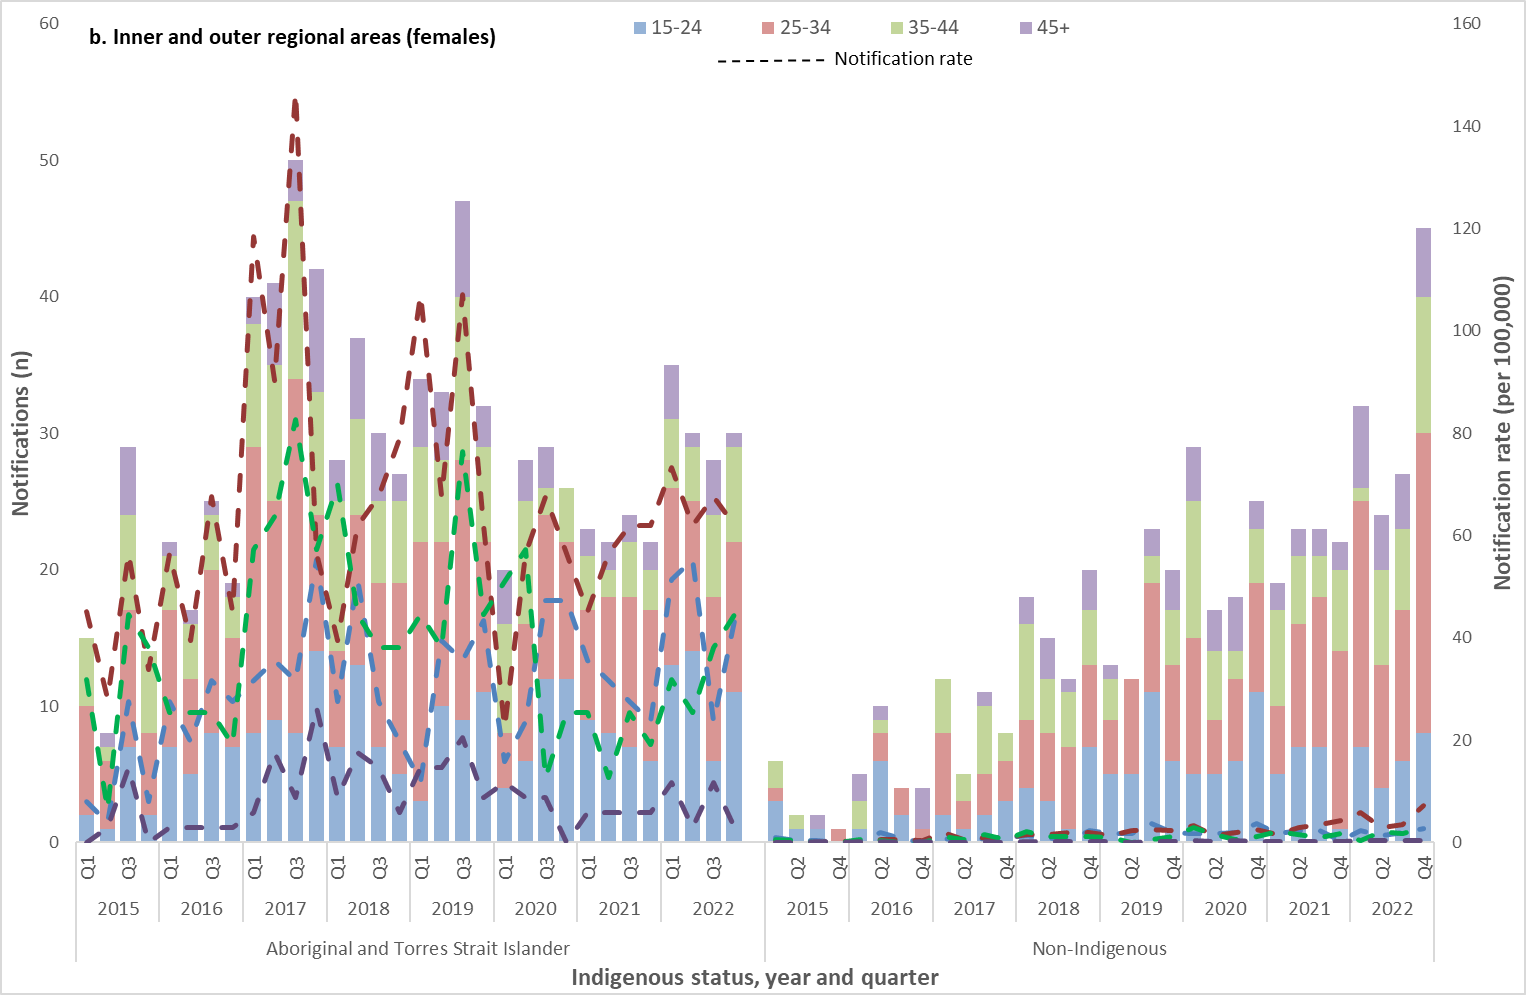 60 15-24 25-34 35-44 45+ 160
b. Inner and outer regional areas (females)
Notification rate
140
50
120
40
100
Notifications (n)
Notification rate (per 100,000)
30 80
60
20
40
10
20
0 0
Q1 Q3 Q1 Q3 Q1 Q3 Q1 Q3 Q1 Q3 Q1 Q3 Q1 Q3 Q1 Q3 Q2 Q4 Q2 Q4 Q2 Q4 Q2 Q4 Q2 Q4 Q2 Q4 Q2 Q4 Q2 Q4
2015 2016 2017 2018 2019 2020 2021 2022 2015 2016 2017 2018 2019 2020 2021 2022
Aboriginal and Torres Strait Islander Non-Indigenous
Indigenous status, year and quarter